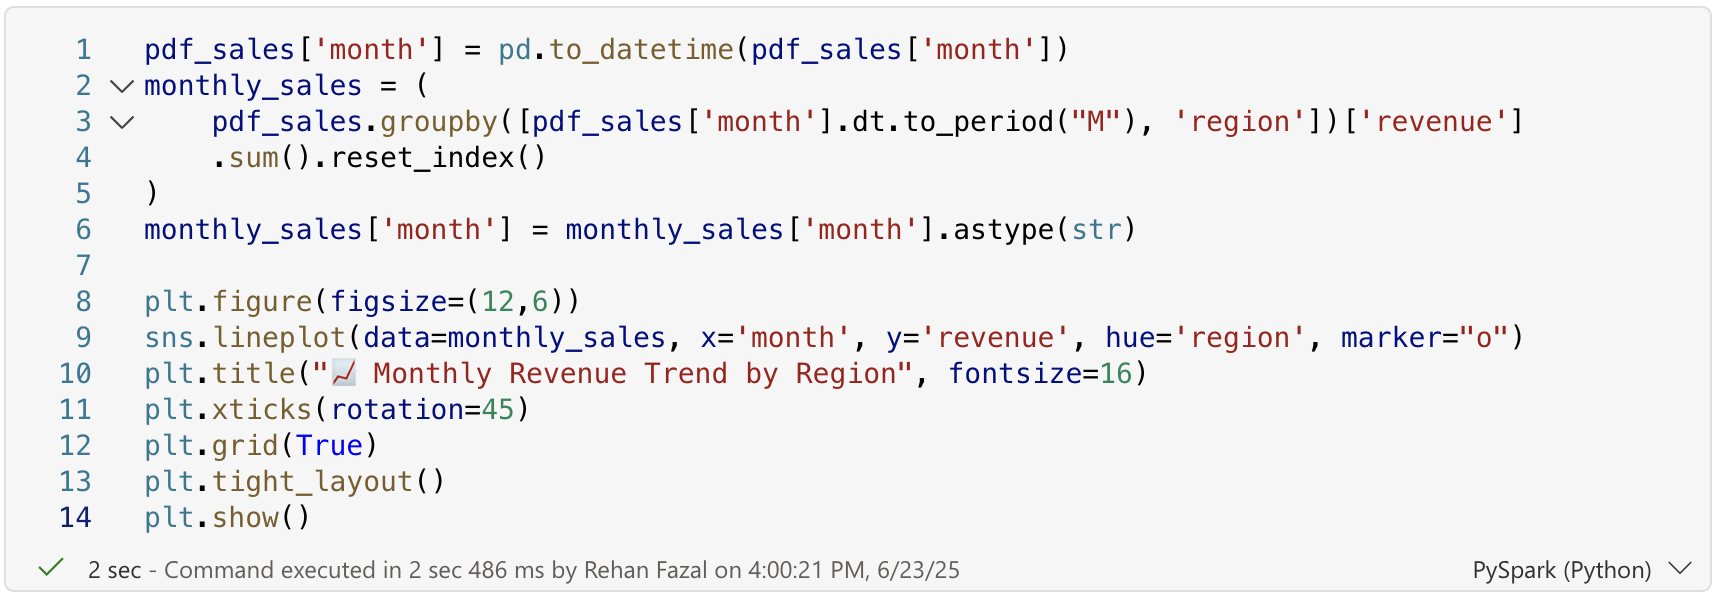 1 pdf_sales['month'] = pd.to_datetime(pdf_sales['month'])
2 monthly_sales = (
3     pdf_sales.groupby([pdf_sales['month'].dt.to_period("M"), 'region'])['revenue']
4     .sum().reset_index()
5 )
6 monthly_sales['month'] = monthly_sales['month'].astype(str)
7
8 plt.figure(figsize=(12,6))
9 sns.lineplot(data=monthly_sales, x='month', y='revenue', hue='region', marker="o")
10 plt.title("📈 Monthly Revenue Trend by Region", fontsize=16)
11 plt.xticks(rotation=45)
12 plt.grid(True)
13 plt.tight_layout()
14 plt.show()
2 sec - Command executed in 2 sec 486 ms by Rehan Fazal on 4:00:21 PM, 6/23/25 PySpark (Python)